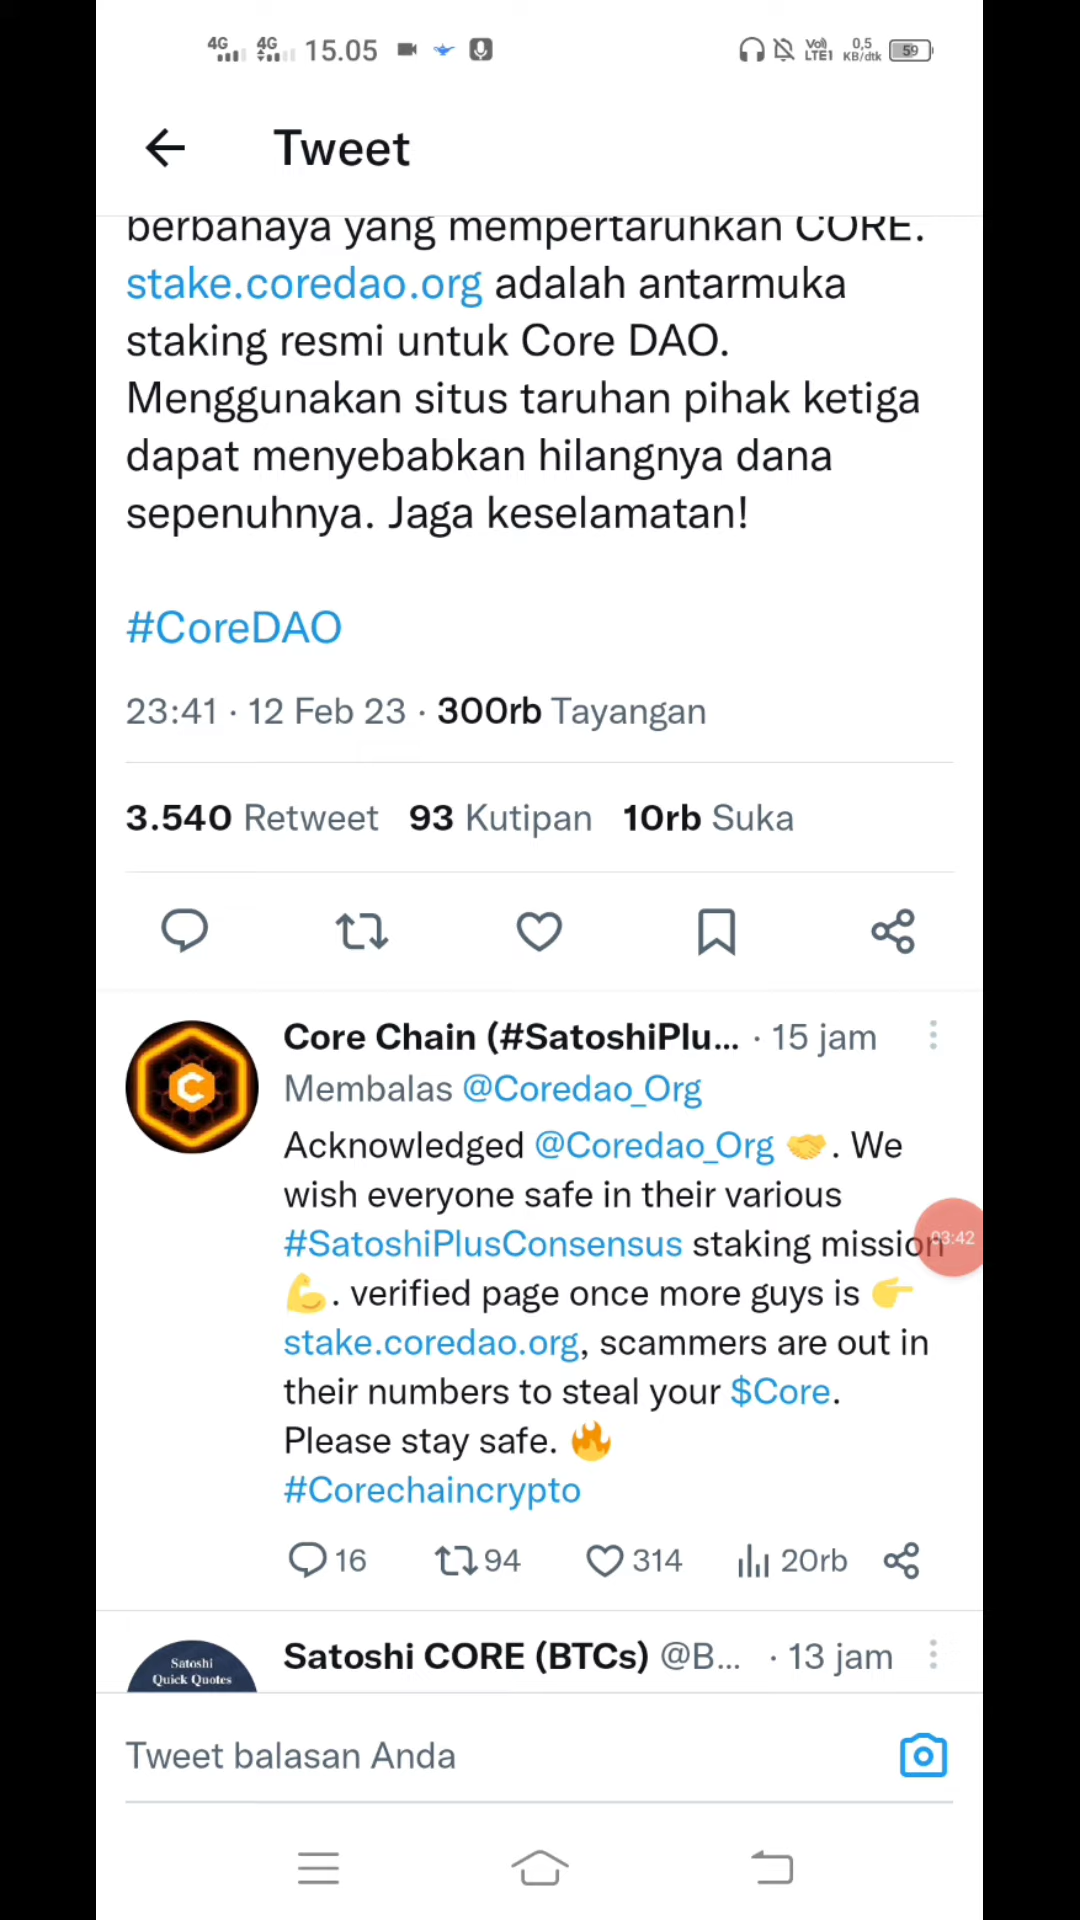 4G 4G 15.05
Vo) LTE1 0,5 KB/dtk 59
Tweet
berbahaya yang mempertaruhkan CORE.
stake.coredao.org adalah antarmuka
staking resmi untuk Core DAO.
Menggunakan situs taruhan pihak ketiga
dapat menyebabkan hilangnya dana
sepenuhnya. Jaga keselamatan!
#CoreDAO
23:41 · 12 Feb 23 · 300rb Tayangan
3.540 Retweet 93 Kutipan 10rb Suka
Core Chain (#SatoshiPlu... · 15 jam
Membalas @Coredao_Org
Acknowledged @Coredao_Org 🤝. We
wish everyone safe in their various
#SatoshiPlusConsensus staking mission
03:42
💪. verified page once more guys is 👉
stake.coredao.org, scammers are out in
their numbers to steal your $Core.
Please stay safe. 🔥
#Corechaincrypto
16 94 314 20rb
Satoshi CORE (BTCs) @B... · 13 jam
Satoshi
Quick Quotes
Tweet balasan Anda